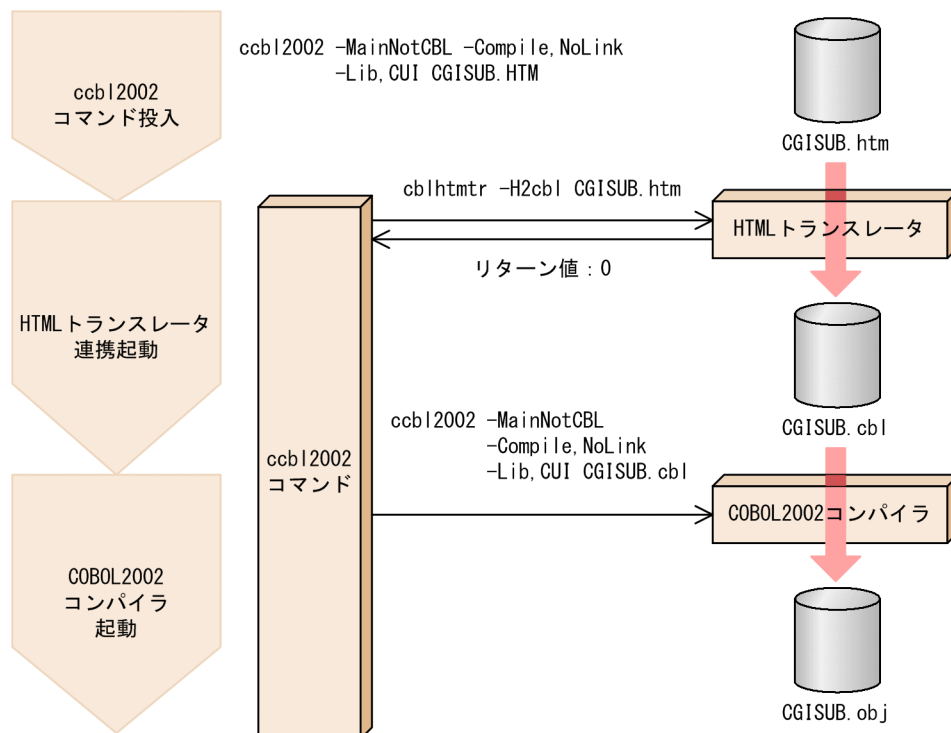 ccbl2002 -MainNotCBL -Compile,NoLink
-Lib,CUI CGISUB.HTM
ccbl2002
コマンド投入
CGISUB.htm
cblhtmtr -H2cbl CGISUB.htm
HTMLトランスレータ
リターン値：0
HTMLトランスレータ
連携起動
ccbl2002 -MainNotCBL
-Compile,NoLink
-Lib,CUI CGISUB.cbl
CGISUB.cbl
ccbl2002
コマンド
COBOL2002コンパイラ
COBOL2002
コンパイラ
起動
CGISUB.obj